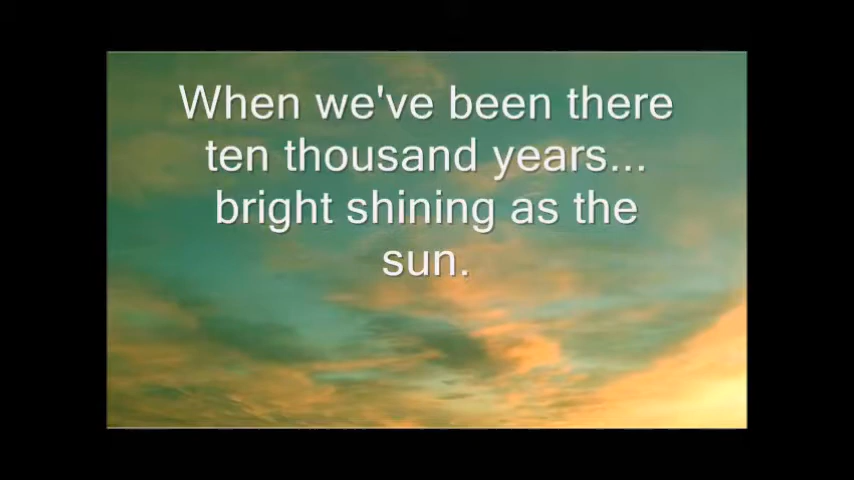 When we've been there
ten thousand years...
bright shining as the
sun.